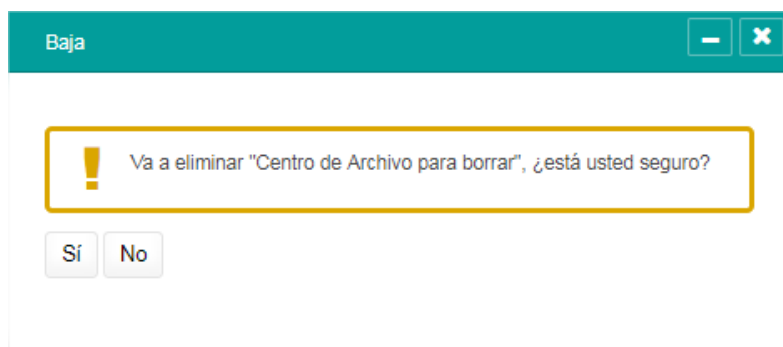 Baja
Va a eliminar "Centro de Archivo para borrar", ¿está usted seguro?
Sí No